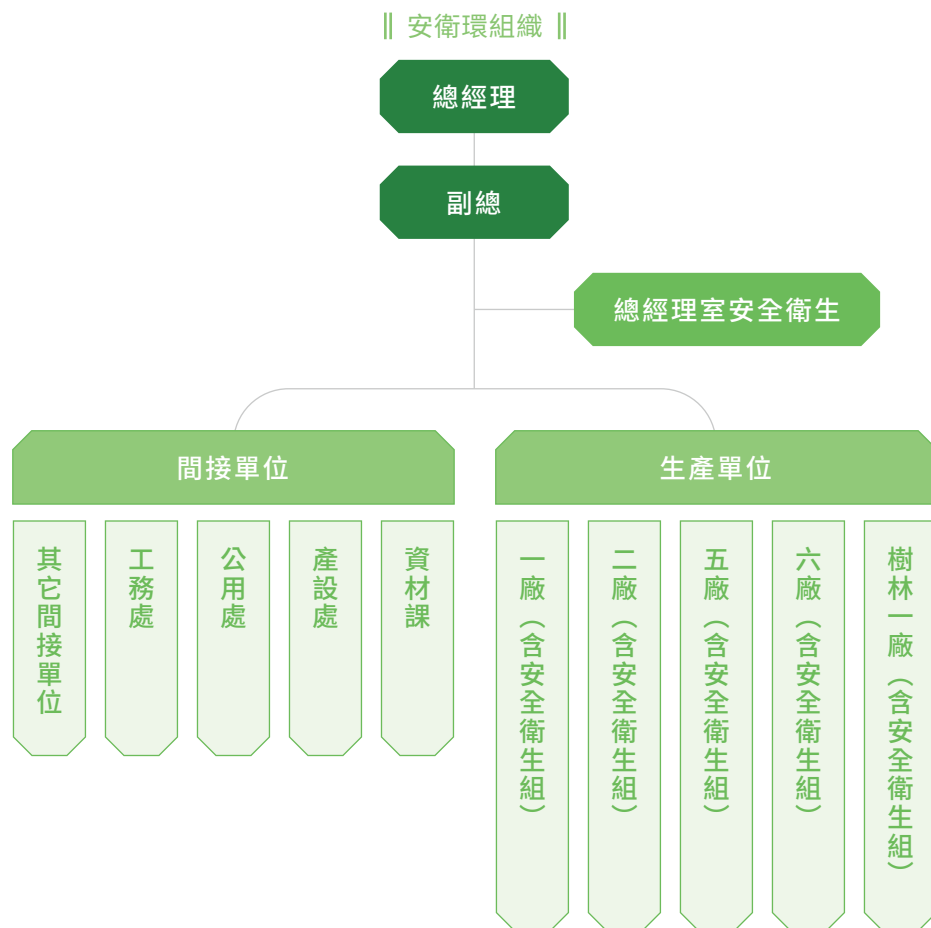 安衛環組織
總經理
副總
總經理室安全衛生
間接單位
生產單位
其它間接單位
工務處
公用處
產設處
資材課
一廠（含安全衛生組）
二廠（含安全衛生組）
五廠（含安全衛生組）
六廠（含安全衛生組）
樹林一廠（含安全衛生組）